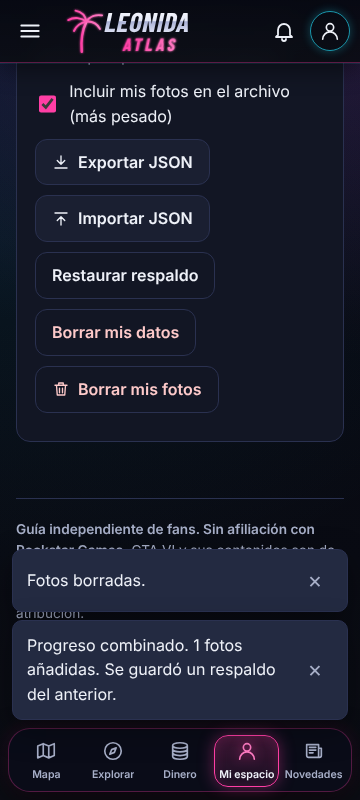 LEONIDA
ATLAS
Incluir mis fotos en el archivo
(más pesado)
Exportar JSON
Importar JSON
Restaurar respaldo
Borrar mis datos
Borrar mis fotos
Guía independiente de fans. Sin afiliación con
Fotos borradas.
atribución.
Progreso combinado. 1 fotos
añadidas. Se guardó un respaldo
del anterior.
Mapa
Explorar
Dinero
Mi espacio
Novedades